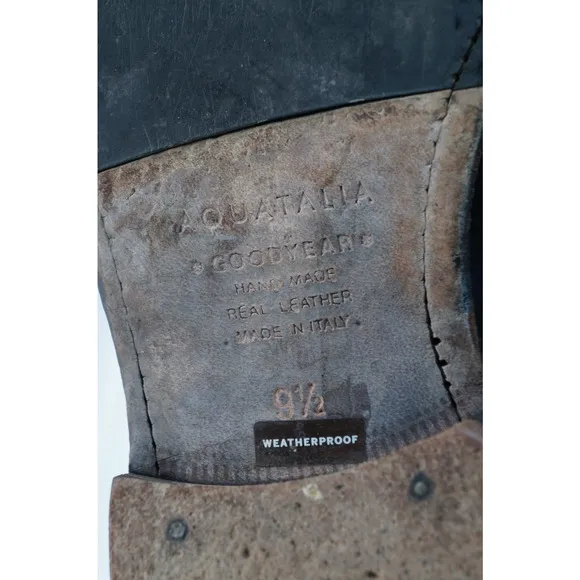 AQUATALIA
GOODYEAR
HAND MADE
REAL LEATHER
MADE IN ITALY
9½
WEATHERPROOF